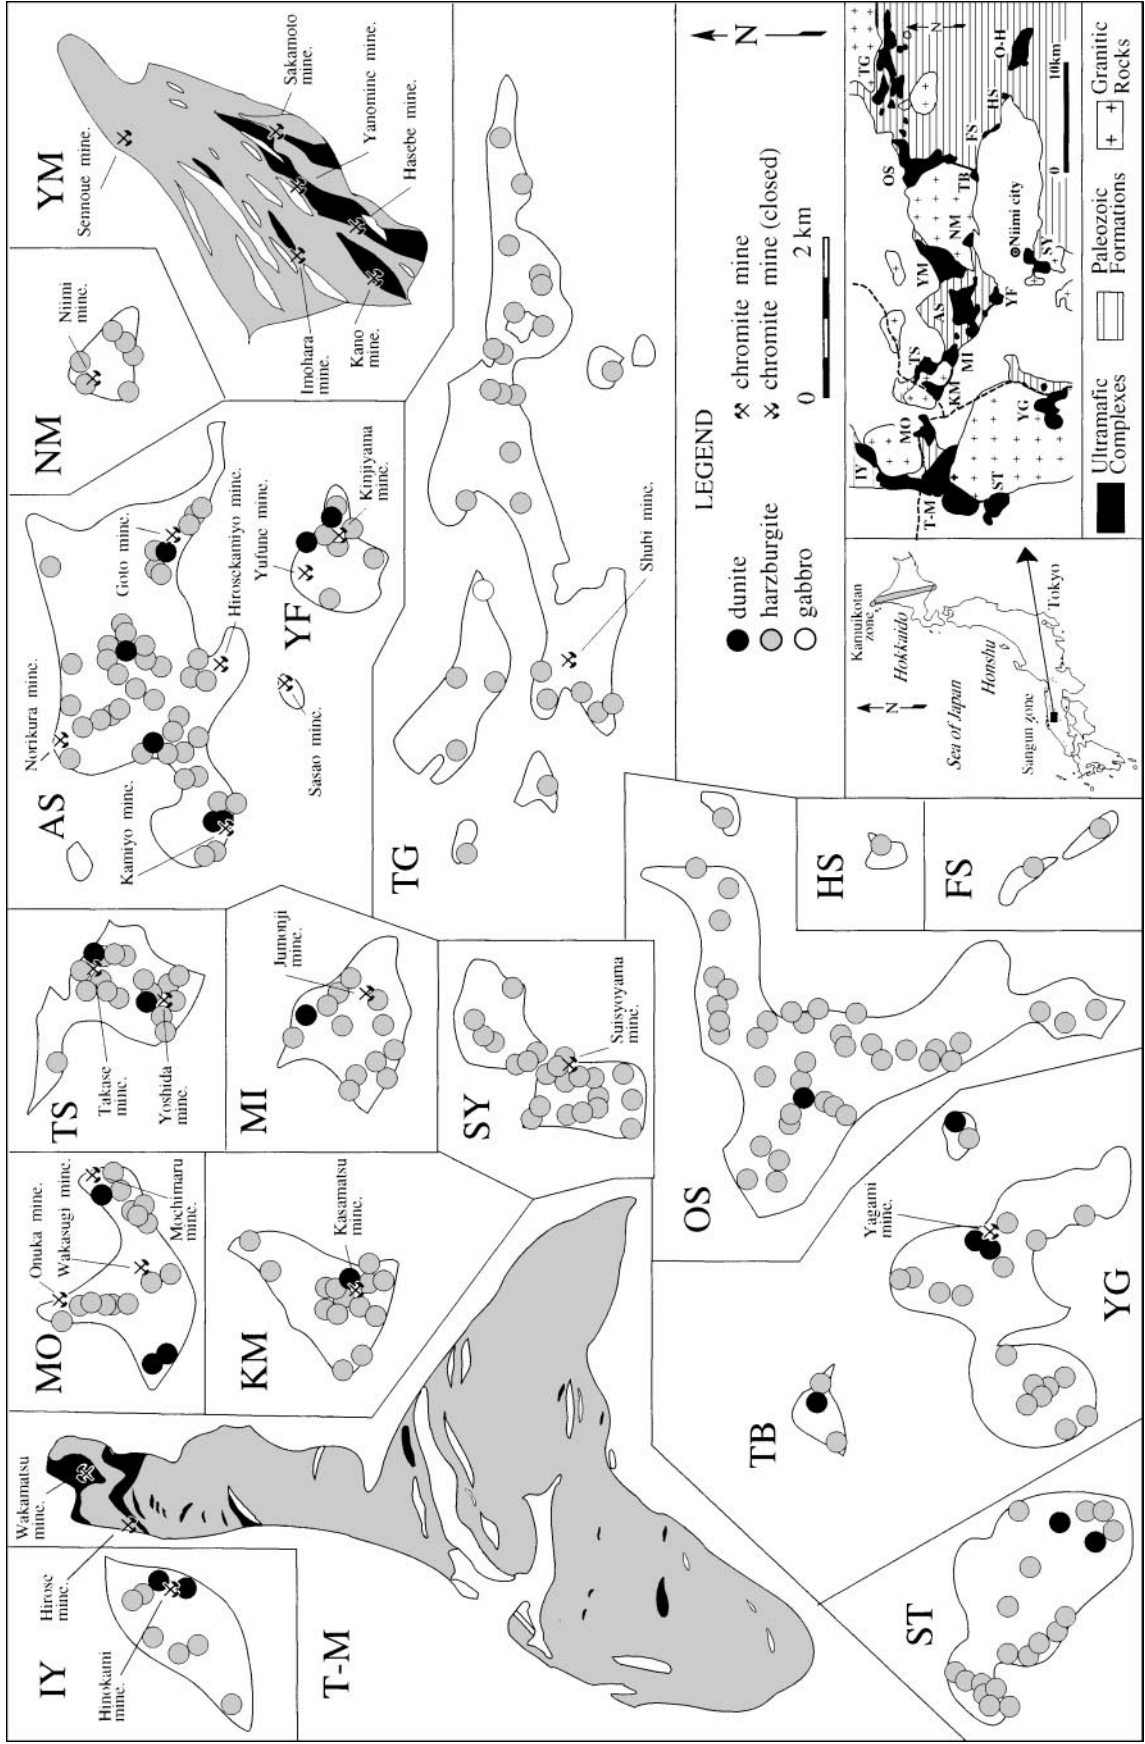 IY
Hinokami
mine.
Hirose
mine.
Wakamatsu
mine.
T-M
MO
Onuka mine.
Wakasugi mine.
Mochimaru
mine.
KM
Kasamatsu
mine.
TS
Takase
mine.
Yoshida
mine.
MI
Jumonji
mine.
SY
Suisyoyama
mine.
AS
Kamiyo mine.
Norikura mine.
Goto mine.
Hirosekamiyo mine.
Sasao mine.
YF
Yufune mine.
Kinjiyama
mine.
NM
Niimi
mine.
YM
Sennoue mine.
Sakamoto
mine.
Yanomine mine.
Hasebe mine.
Imohara
mine.
Kano
mine.
TG
Shubi mine.
ST
TB
YG
Yagami
mine.
OS
HS
FS
LEGEND
dunite
harzburgite
gabbro
chromite mine
chromite mine (closed)
0
2 km
N
Kamuikotan
zone
Hokkaido
Sea of Japan
Honshu
Sangun zone
Tokyo
N
IY
T-M
MO
ST
YG
KM
TS
MI
AS
YF
YM
NM
Niimi city
SY
OS
TB
FS
HS
TG
O-H
N
0
10km
Ultramafic
Complexes
Paleozoic
Formations
Granitic
Rocks